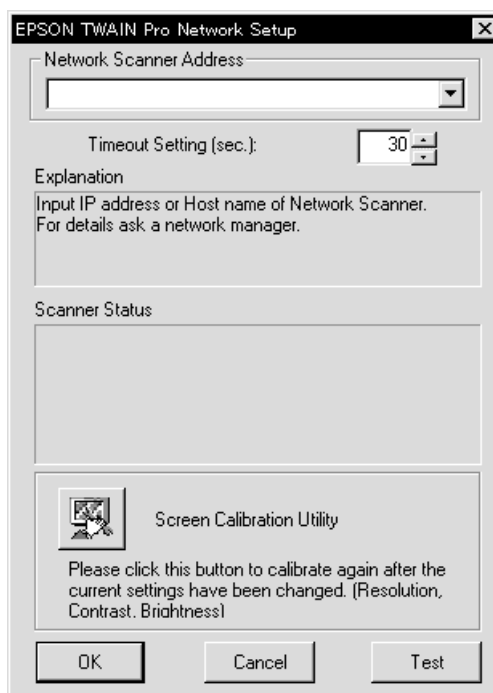 EPSON TWAIN Pro Network Setup
Network Scanner Address
Timeout Setting (sec.): 30
Explanation
Input IP address or Host name of Network Scanner.
For details ask a network manager.
Scanner Status
Screen Calibration Utility
Please click this button to calibrate again after the
current settings have been changed. (Resolution,
Contrast, Brightness)
OK Cancel Test